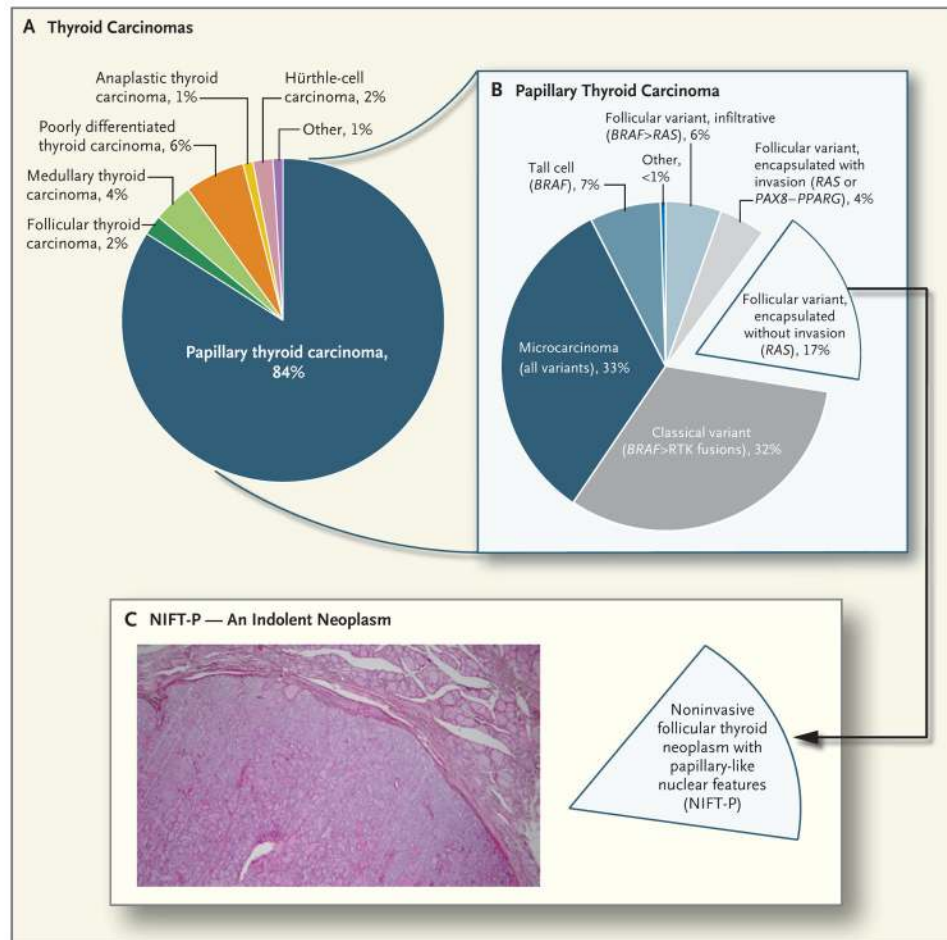 A Thyroid Carcinomas
Anaplastic thyroid
carcinoma, 1%
Hürthle-cell
carcinoma, 2%
Poorly differentiated
thyroid carcinoma,
6%
Other, 1%
Medullary thyroid
carcinoma,
4%
Follicular thyroid
carcinoma,
2%
Papillary thyroid carcinoma,
84%
B Papillary Thyroid Carcinoma
Follicular variant, infiltrative
(BRAF>RAS), 6%
Follicular variant,
encapsulated with
invasion (RAS or
PAX8–PPARG), 4%
Other,
<1%
Tall cell
(BRAF), 7%
Follicular variant,
encapsulated
without invasion
(RAS), 17%
Microcarcinoma
(all variants), 33%
Classical variant
(BRAF>RTK fusions), 32%
C NIFT-P — An Indolent Neoplasm
Noninvasive
follicular thyroid
neoplasm with
papillary-like
nuclear features
(NIFT-P)